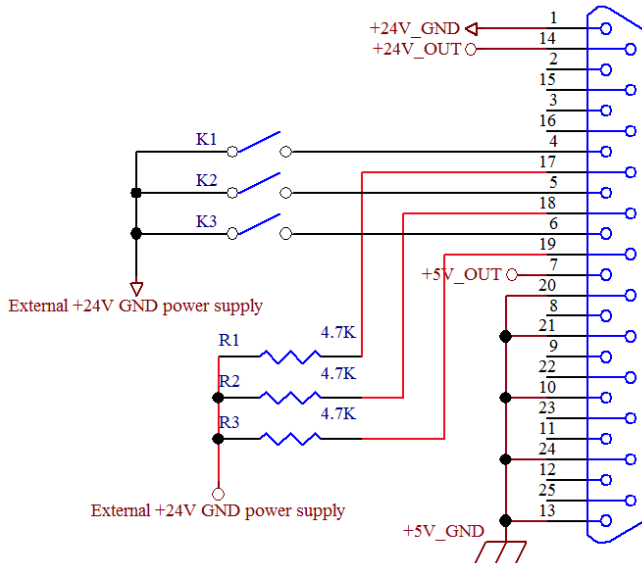 1
+24V_GND
14
+24V_OUT
2
15
3
16
K1
4
17
K2
5
18
K3
6
19
+5V_OUT
7
20
External +24V GND power supply
8
21
R1
4.7K
9
22
R2
4.7K
10
23
R3
4.7K
11
24
12
External +24V GND power supply
25
+5V_GND
13